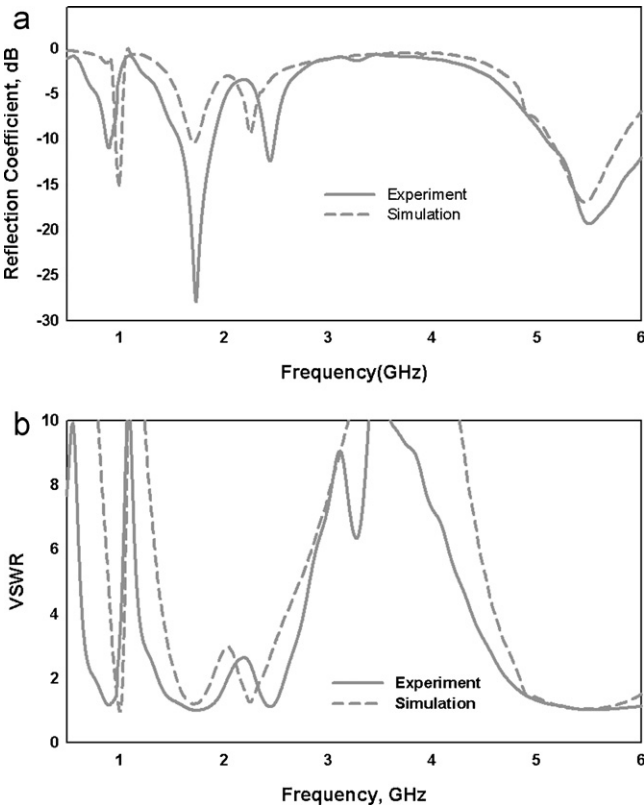 a
Reflection Coefficient, dB
0
-5
-10
-15
-20
-25
-30
Experiment
Simulation
1 2 3 4 5 6
Frequency(GHz)
b
VSWR
10
8
6
4
2
0
Experiment
Simulation
1 2 3 4 5 6
Frequency, GHz